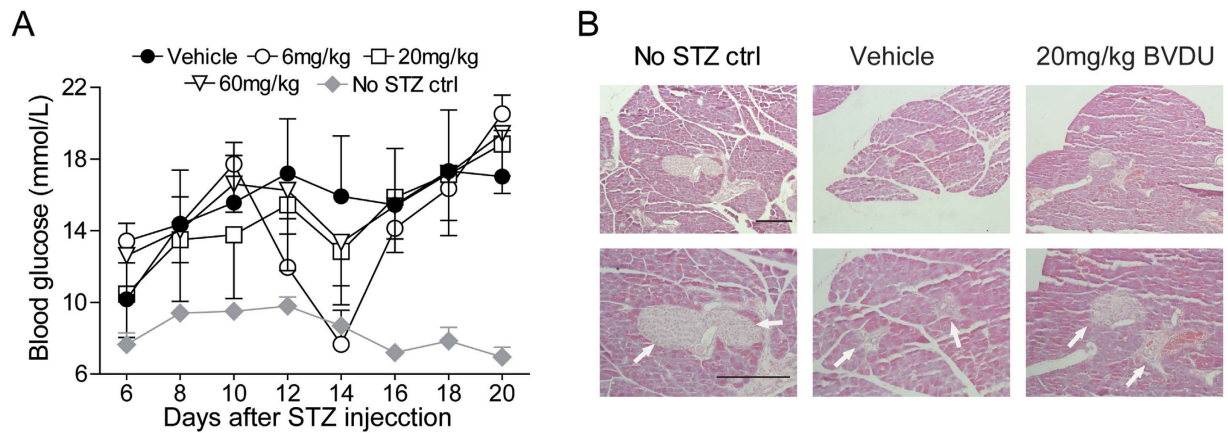 A
Vehicle 6mg/kg 20mg/kg
60mg/kg No STZ ctrl
Blood glucose (mmol/L)
22
18
14
10
6
6 8 10 12 14 16 18 20
Days after STZ injecction
B
No STZ ctrl Vehicle 20mg/kg BVDU